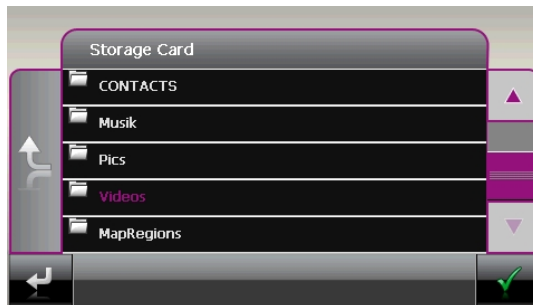 Storage Card
CONTACTS
Musik
Pics
Videos
MapRegions